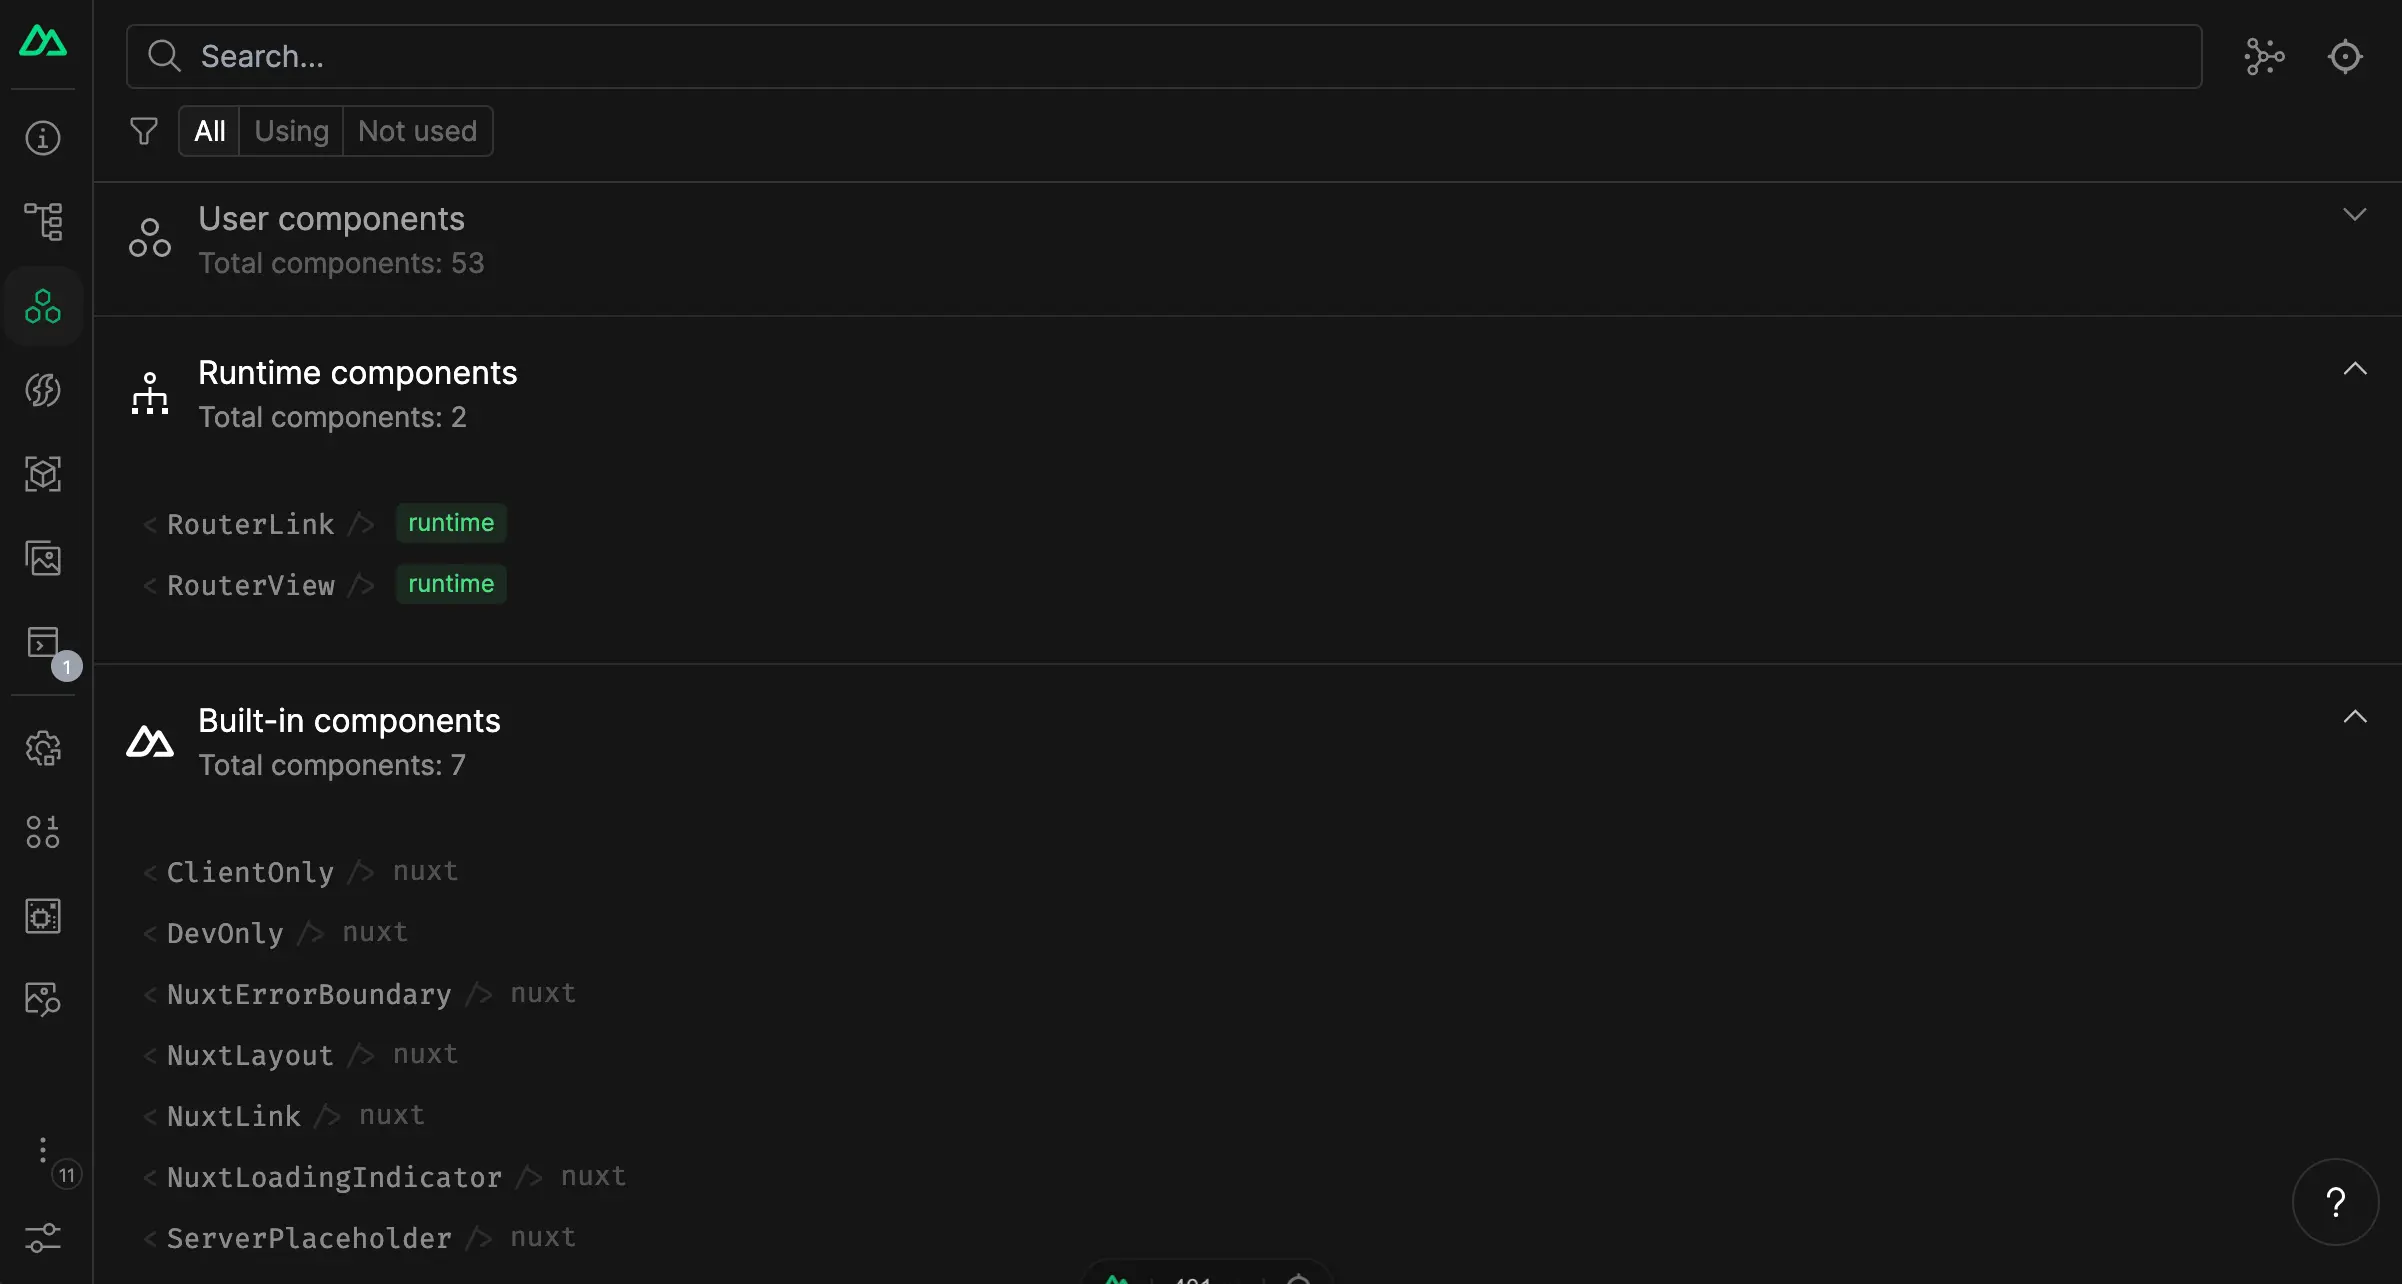 Search...
All Using Not used
User components
Total components: 53
Runtime components
Total components: 2
< RouterLink /> runtime
< RouterView /> runtime
1
Built-in components
Total components: 7
< ClientOnly /> nuxt
< DevOnly /> nuxt
< NuxtErrorBoundary /> nuxt
< NuxtLayout /> nuxt
< NuxtLink /> nuxt
< NuxtLoadingIndicator /> nuxt
11
?
< ServerPlaceholder /> nuxt